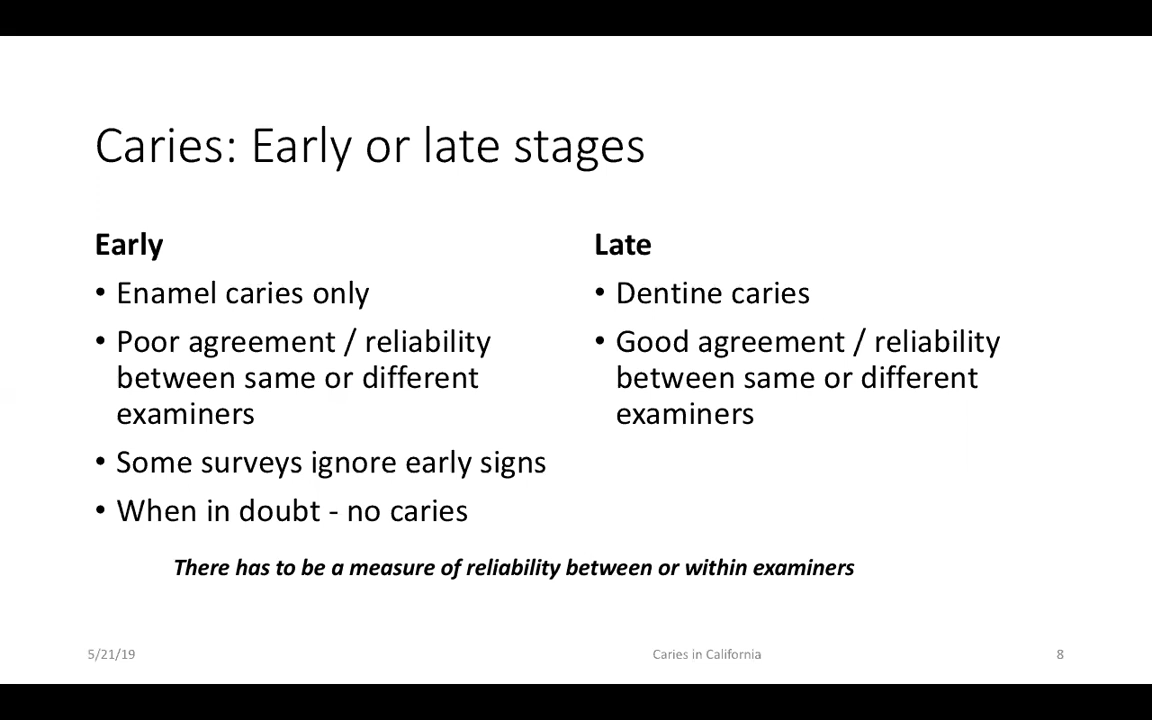 Caries: Early or late stages
Early
• Enamel caries only
• Poor agreement / reliability
between same or different
examiners
• Some surveys ignore early signs
• When in doubt - no caries
Late
• Dentine caries
• Good agreement / reliability
between same or different
examiners
There has to be a measure of reliability between or within examiners
5/21/19
Caries in California
8